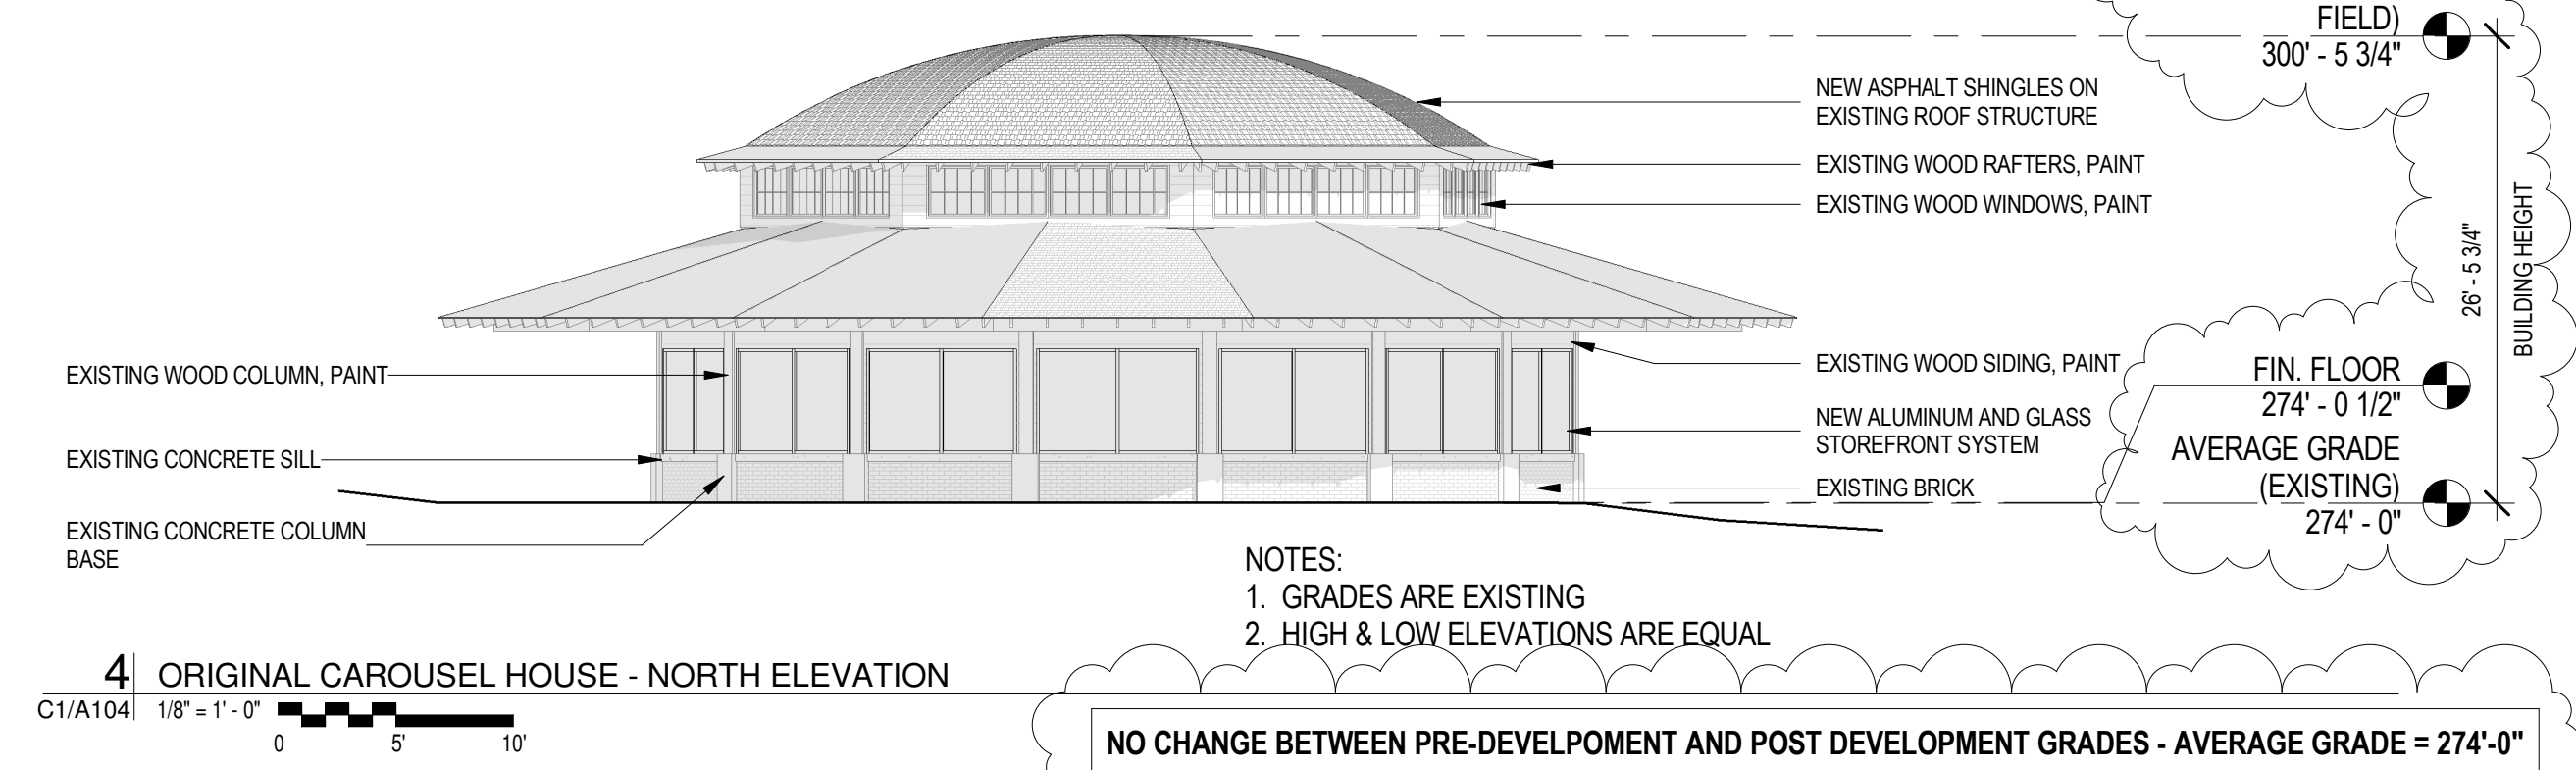 FIELD)
300' - 5 3/4"
NEW ASPHALT SHINGLES ON
EXISTING ROOF STRUCTURE
EXISTING WOOD RAFTERS, PAINT
EXISTING WOOD WINDOWS, PAINT
26' - 5 3/4"
BUILDING HEIGHT
EXISTING WOOD COLUMN, PAINT
EXISTING CONCRETE SILL
EXISTING CONCRETE COLUMN
BASE
EXISTING WOOD SIDING, PAINT
NEW ALUMINUM AND GLASS
STOREFRONT SYSTEM
EXISTING BRICK
FIN. FLOOR
274' - 0 1/2"
AVERAGE GRADE
(EXISTING)
274' - 0"
NOTES:
1. GRADES ARE EXISTING
2. HIGH & LOW ELEVATIONS ARE EQUAL
4 ORIGINAL CAROUSEL HOUSE - NORTH ELEVATION
C1/A104 1/8" = 1' - 0"
0 5' 10'
NO CHANGE BETWEEN PRE-DEVELPOMENT AND POST DEVELOPMENT GRADES - AVERAGE GRADE = 274'-0"